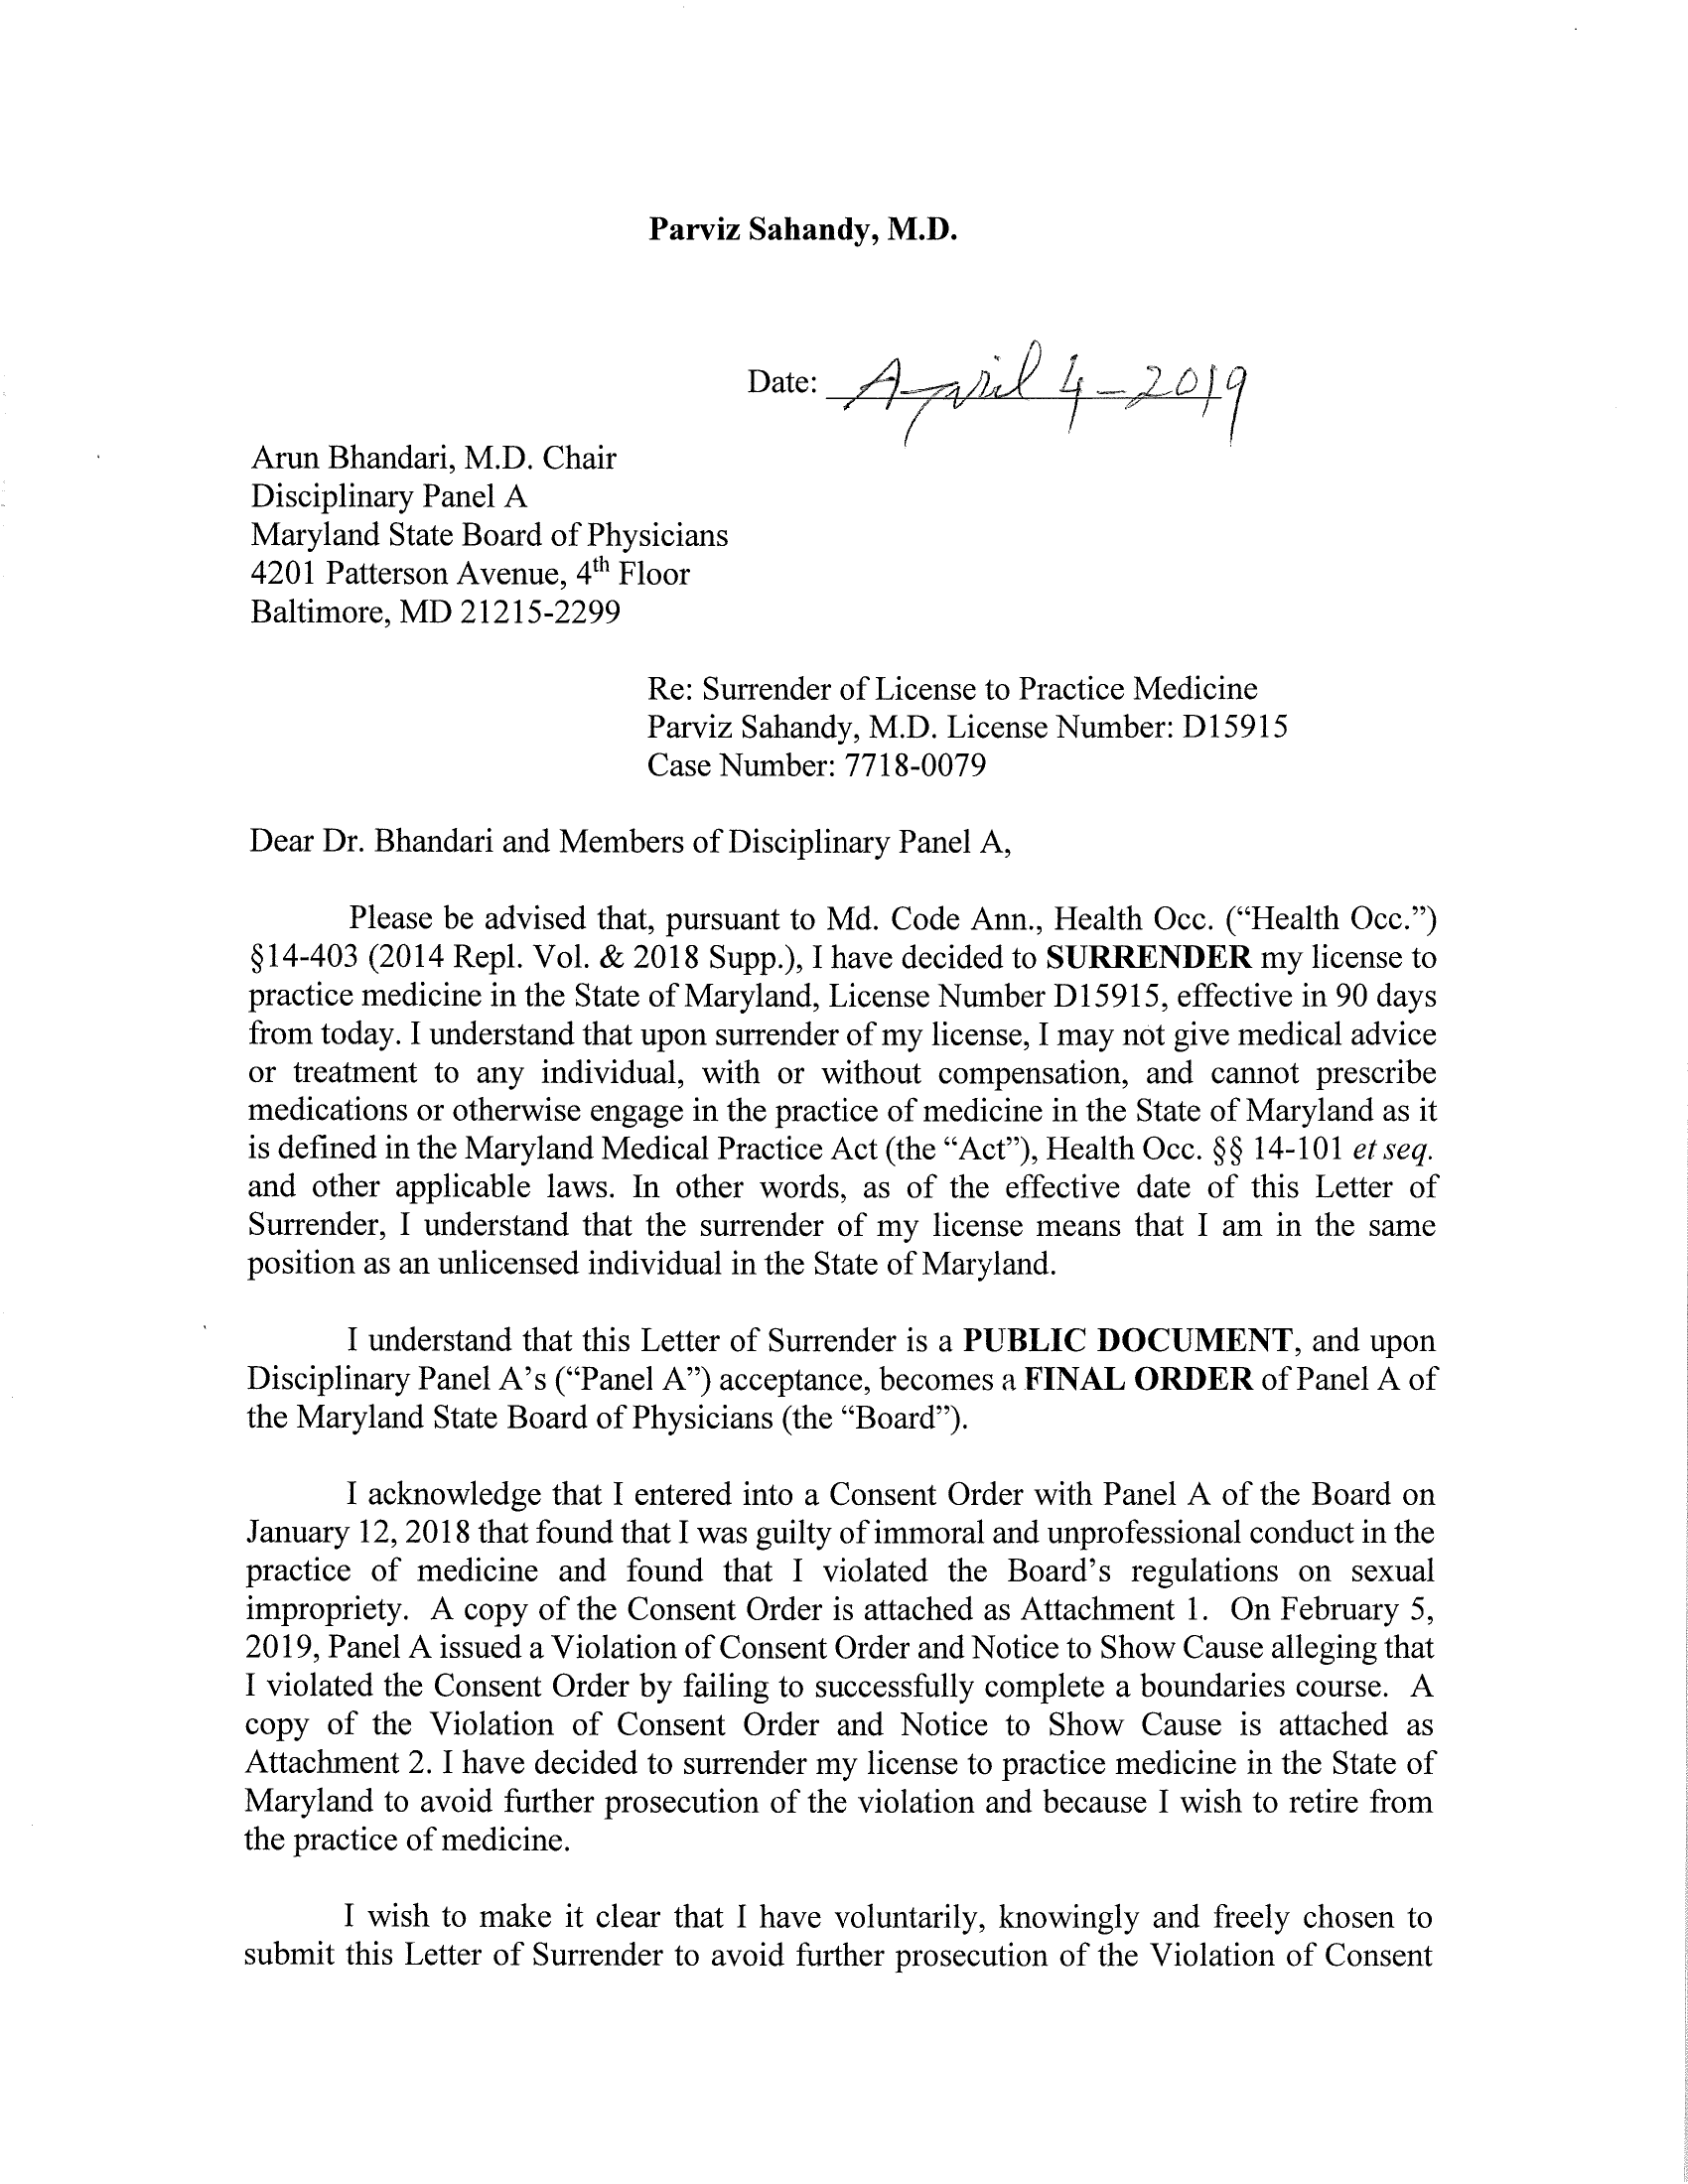 Parviz Sahandy, M.D.
Date: April 4-2019
Arun Bhandari, M.D. Chair
Disciplinary Panel A
Maryland State Board of Physicians
4201 Patterson Avenue, 4th Floor
Baltimore, MD 21215-2299
Re: Surrender of License to Practice Medicine
Parviz Sahandy, M.D. License Number: D15915
Case Number: 7718-0079
Dear Dr. Bhandari and Members of Disciplinary Panel A,
Please be advised that, pursuant to Md. Code Ann., Health Occ. (“Health Occ.”)
§14-403 (2014 Repl. Vol. & 2018 Supp.), I have decided to SURRENDER my license to
practice medicine in the State of Maryland, License Number D15915, effective in 90 days
from today. I understand that upon surrender of my license, I may not give medical advice
or treatment to any individual, with or without compensation, and cannot prescribe
medications or otherwise engage in the practice of medicine in the State of Maryland as it
is defined in the Maryland Medical Practice Act (the “Act”), Health Occ. §§ 14-101 et seq.
and other applicable laws. In other words, as of the effective date of this Letter of
Surrender, I understand that the surrender of my license means that I am in the same
position as an unlicensed individual in the State of Maryland.
I understand that this Letter of Surrender is a PUBLIC DOCUMENT, and upon
Disciplinary Panel A’s (“Panel A”) acceptance, becomes a FINAL ORDER of Panel A of
the Maryland State Board of Physicians (the “Board”).
I acknowledge that I entered into a Consent Order with Panel A of the Board on
January 12, 2018 that found that I was guilty of immoral and unprofessional conduct in the
practice of medicine and found that I violated the Board’s regulations on sexual
impropriety. A copy of the Consent Order is attached as Attachment 1. On February 5,
2019, Panel A issued a Violation of Consent Order and Notice to Show Cause alleging that
I violated the Consent Order by failing to successfully complete a boundaries course. A
copy of the Violation of Consent Order and Notice to Show Cause is attached as
Attachment 2. I have decided to surrender my license to practice medicine in the State of
Maryland to avoid further prosecution of the violation and because I wish to retire from
the practice of medicine.
I wish to make it clear that I have voluntarily, knowingly and freely chosen to
submit this Letter of Surrender to avoid further prosecution of the Violation of Consent